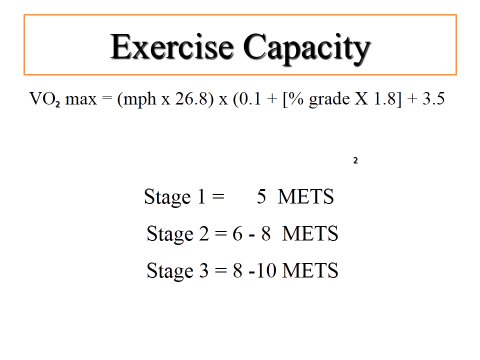 Exercise Capacity
VO₂ max = (mph x 26.8) x (0.1 + [% grade X 1.8] + 3.5
2
Stage 1 = 5 METS
Stage 2 = 6 - 8 METS
Stage 3 = 8 -10 METS